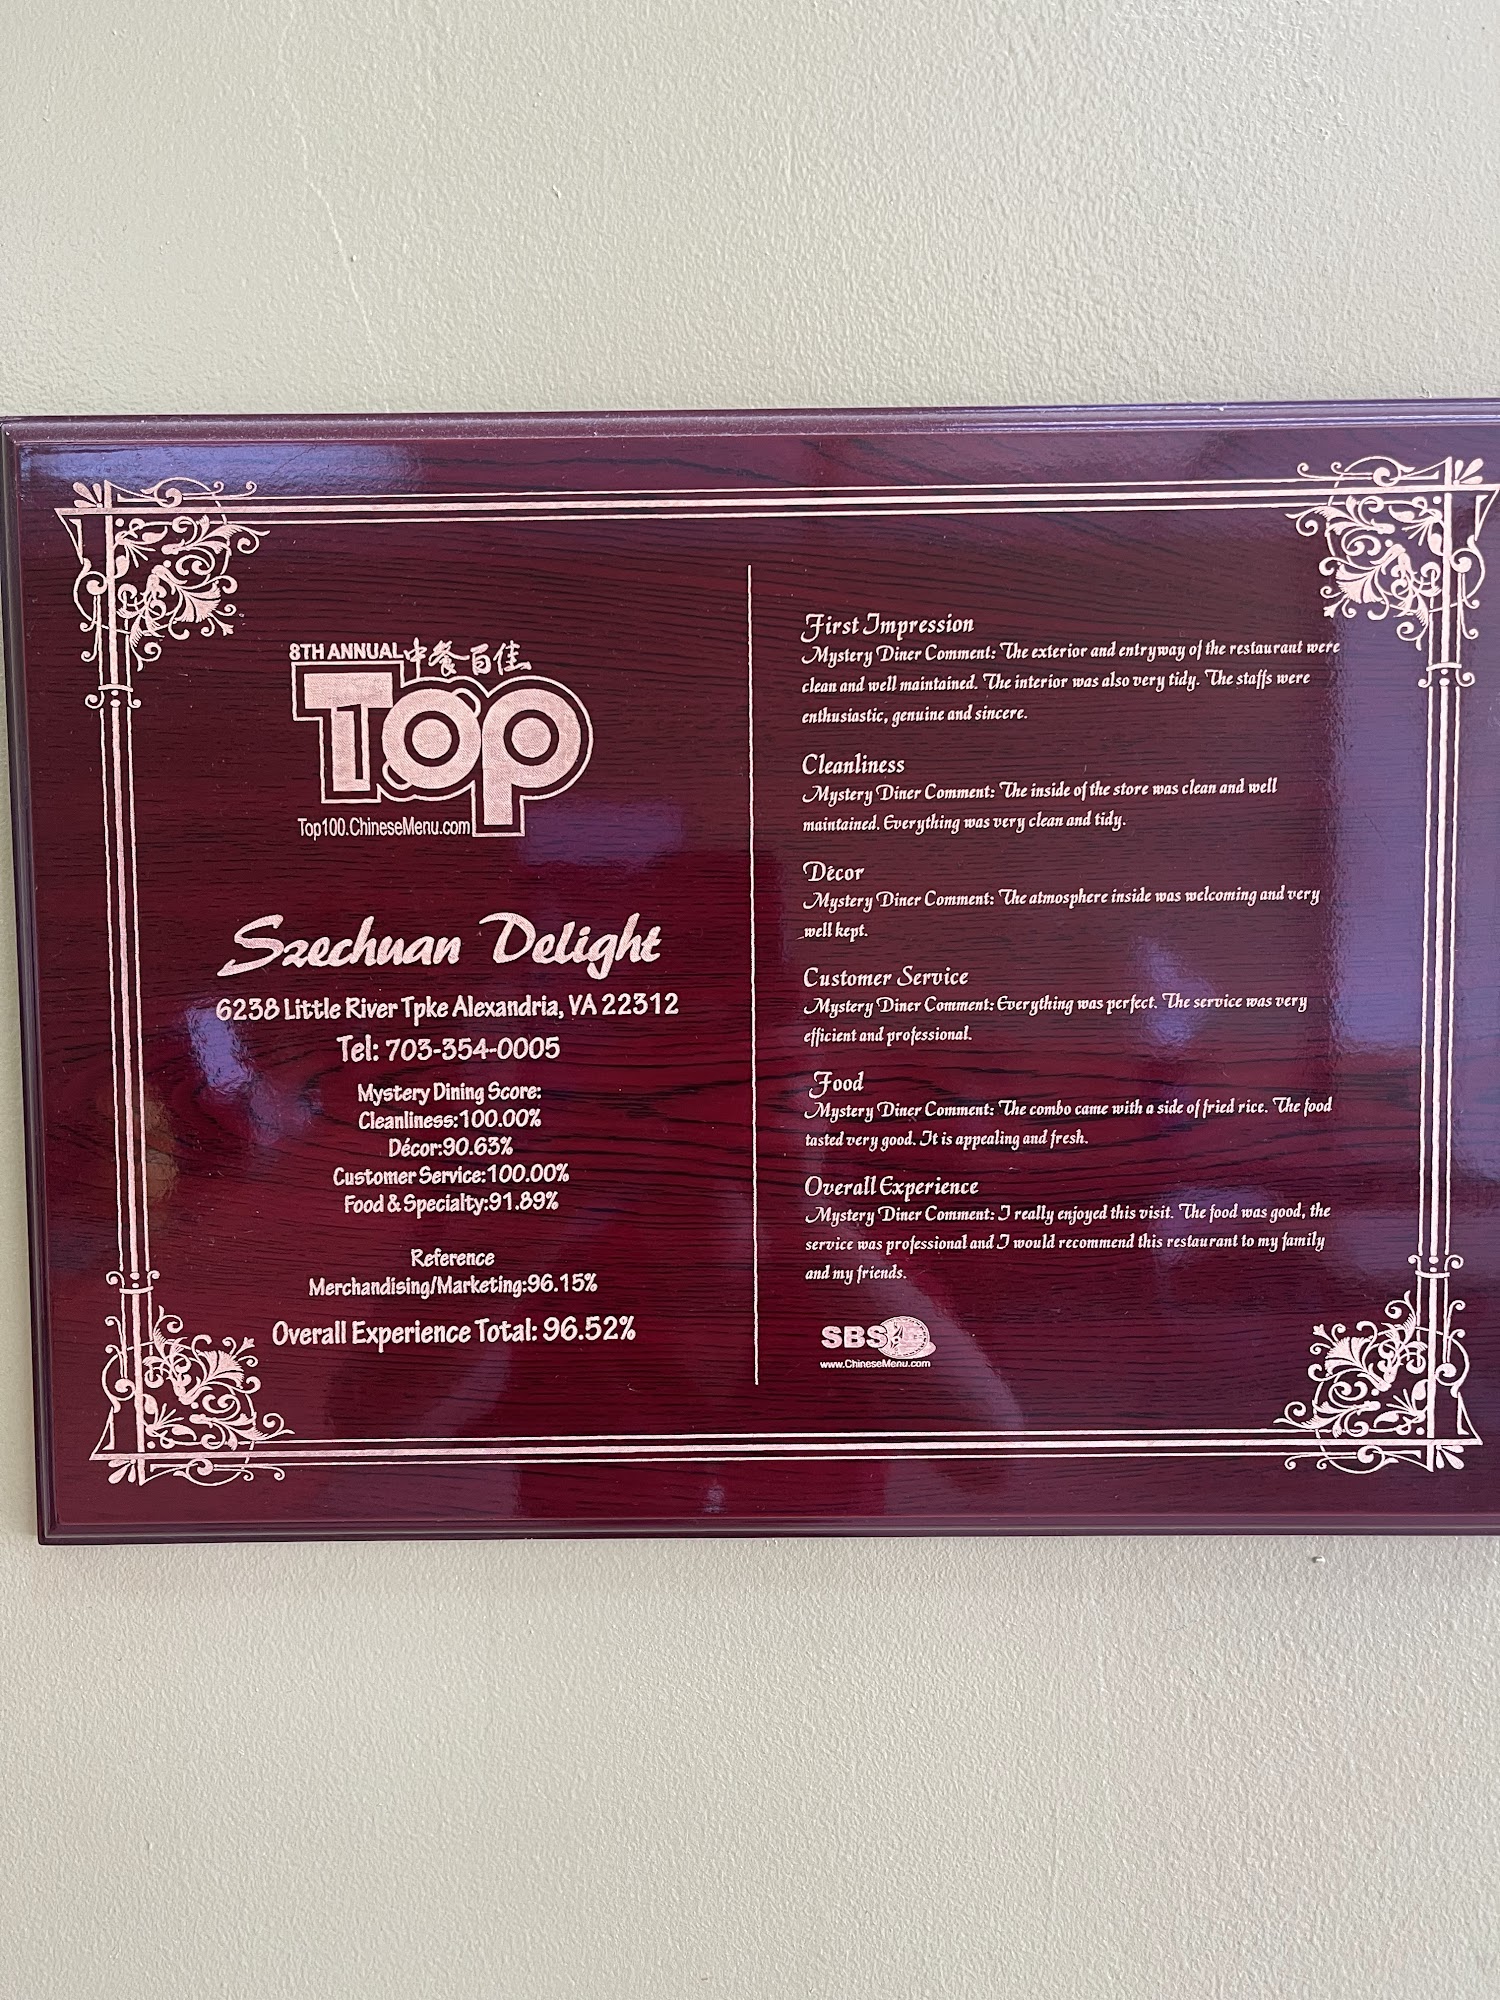 8TH ANNUAL 中餐百佳
Top
Top100.ChineseMenu.com
Szechuan Delight
6238 Little River Tpke Alexandria, VA 22312
Tel: 703-354-0005
Mystery Dining Score:
Cleanliness:100.00%
Décor:90.63%
Customer Service:100.00%
Food & Specialty:91.89%
Reference
Merchandising/Marketing:96.15%
Overall Experience Total: 96.52%
First Impression
Mystery Diner Comment: The exterior and entryway of the restaurant were
clean and well maintained. The interior was also very tidy. The staffs were
enthusiastic, genuine and sincere.
Cleanliness
Mystery Diner Comment: The inside of the store was clean and well
maintained. Everything was very clean and tidy.
Décor
Mystery Diner Comment: The atmosphere inside was welcoming and very
well kept.
Customer Service
Mystery Diner Comment: Everything was perfect. The service was very
efficient and professional.
Food
Mystery Diner Comment: The combo came with a side of fried rice. The food
tasted very good. It is appealing and fresh.
Overall Experience
Mystery Diner Comment: I really enjoyed this visit. The food was good, the
service was professional and I would recommend this restaurant to my family
and my friends.
SBS
www.ChineseMenu.com